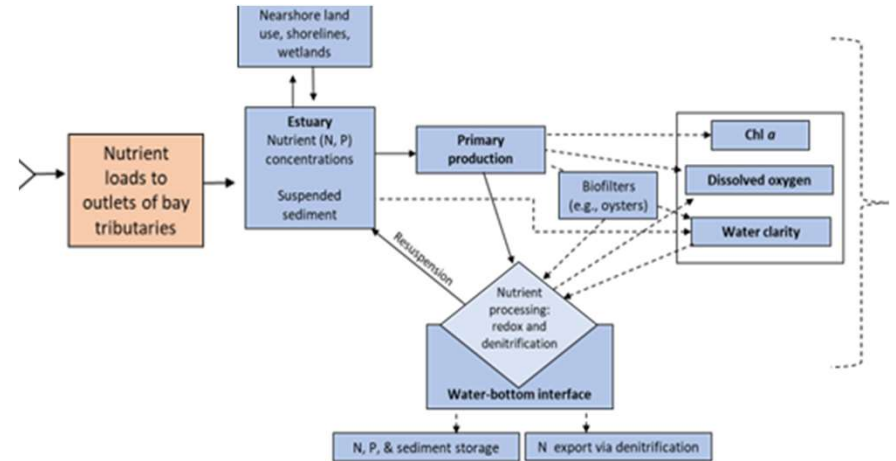 Nearshore land
use, shorelines,
wetlands
Nutrient
loads to
outlets of bay
tributaries
Estuary
Nutrient (N, P)
concentrations
Suspended
sediment
Primary
production
Biofilters
(e.g., oysters)
Chl a
Dissolved oxygen
Water clarity
Resuspension
Nutrient
processing:
redox and
denitrification
Water-bottom interface
N, P, & sediment storage
N export via denitrification